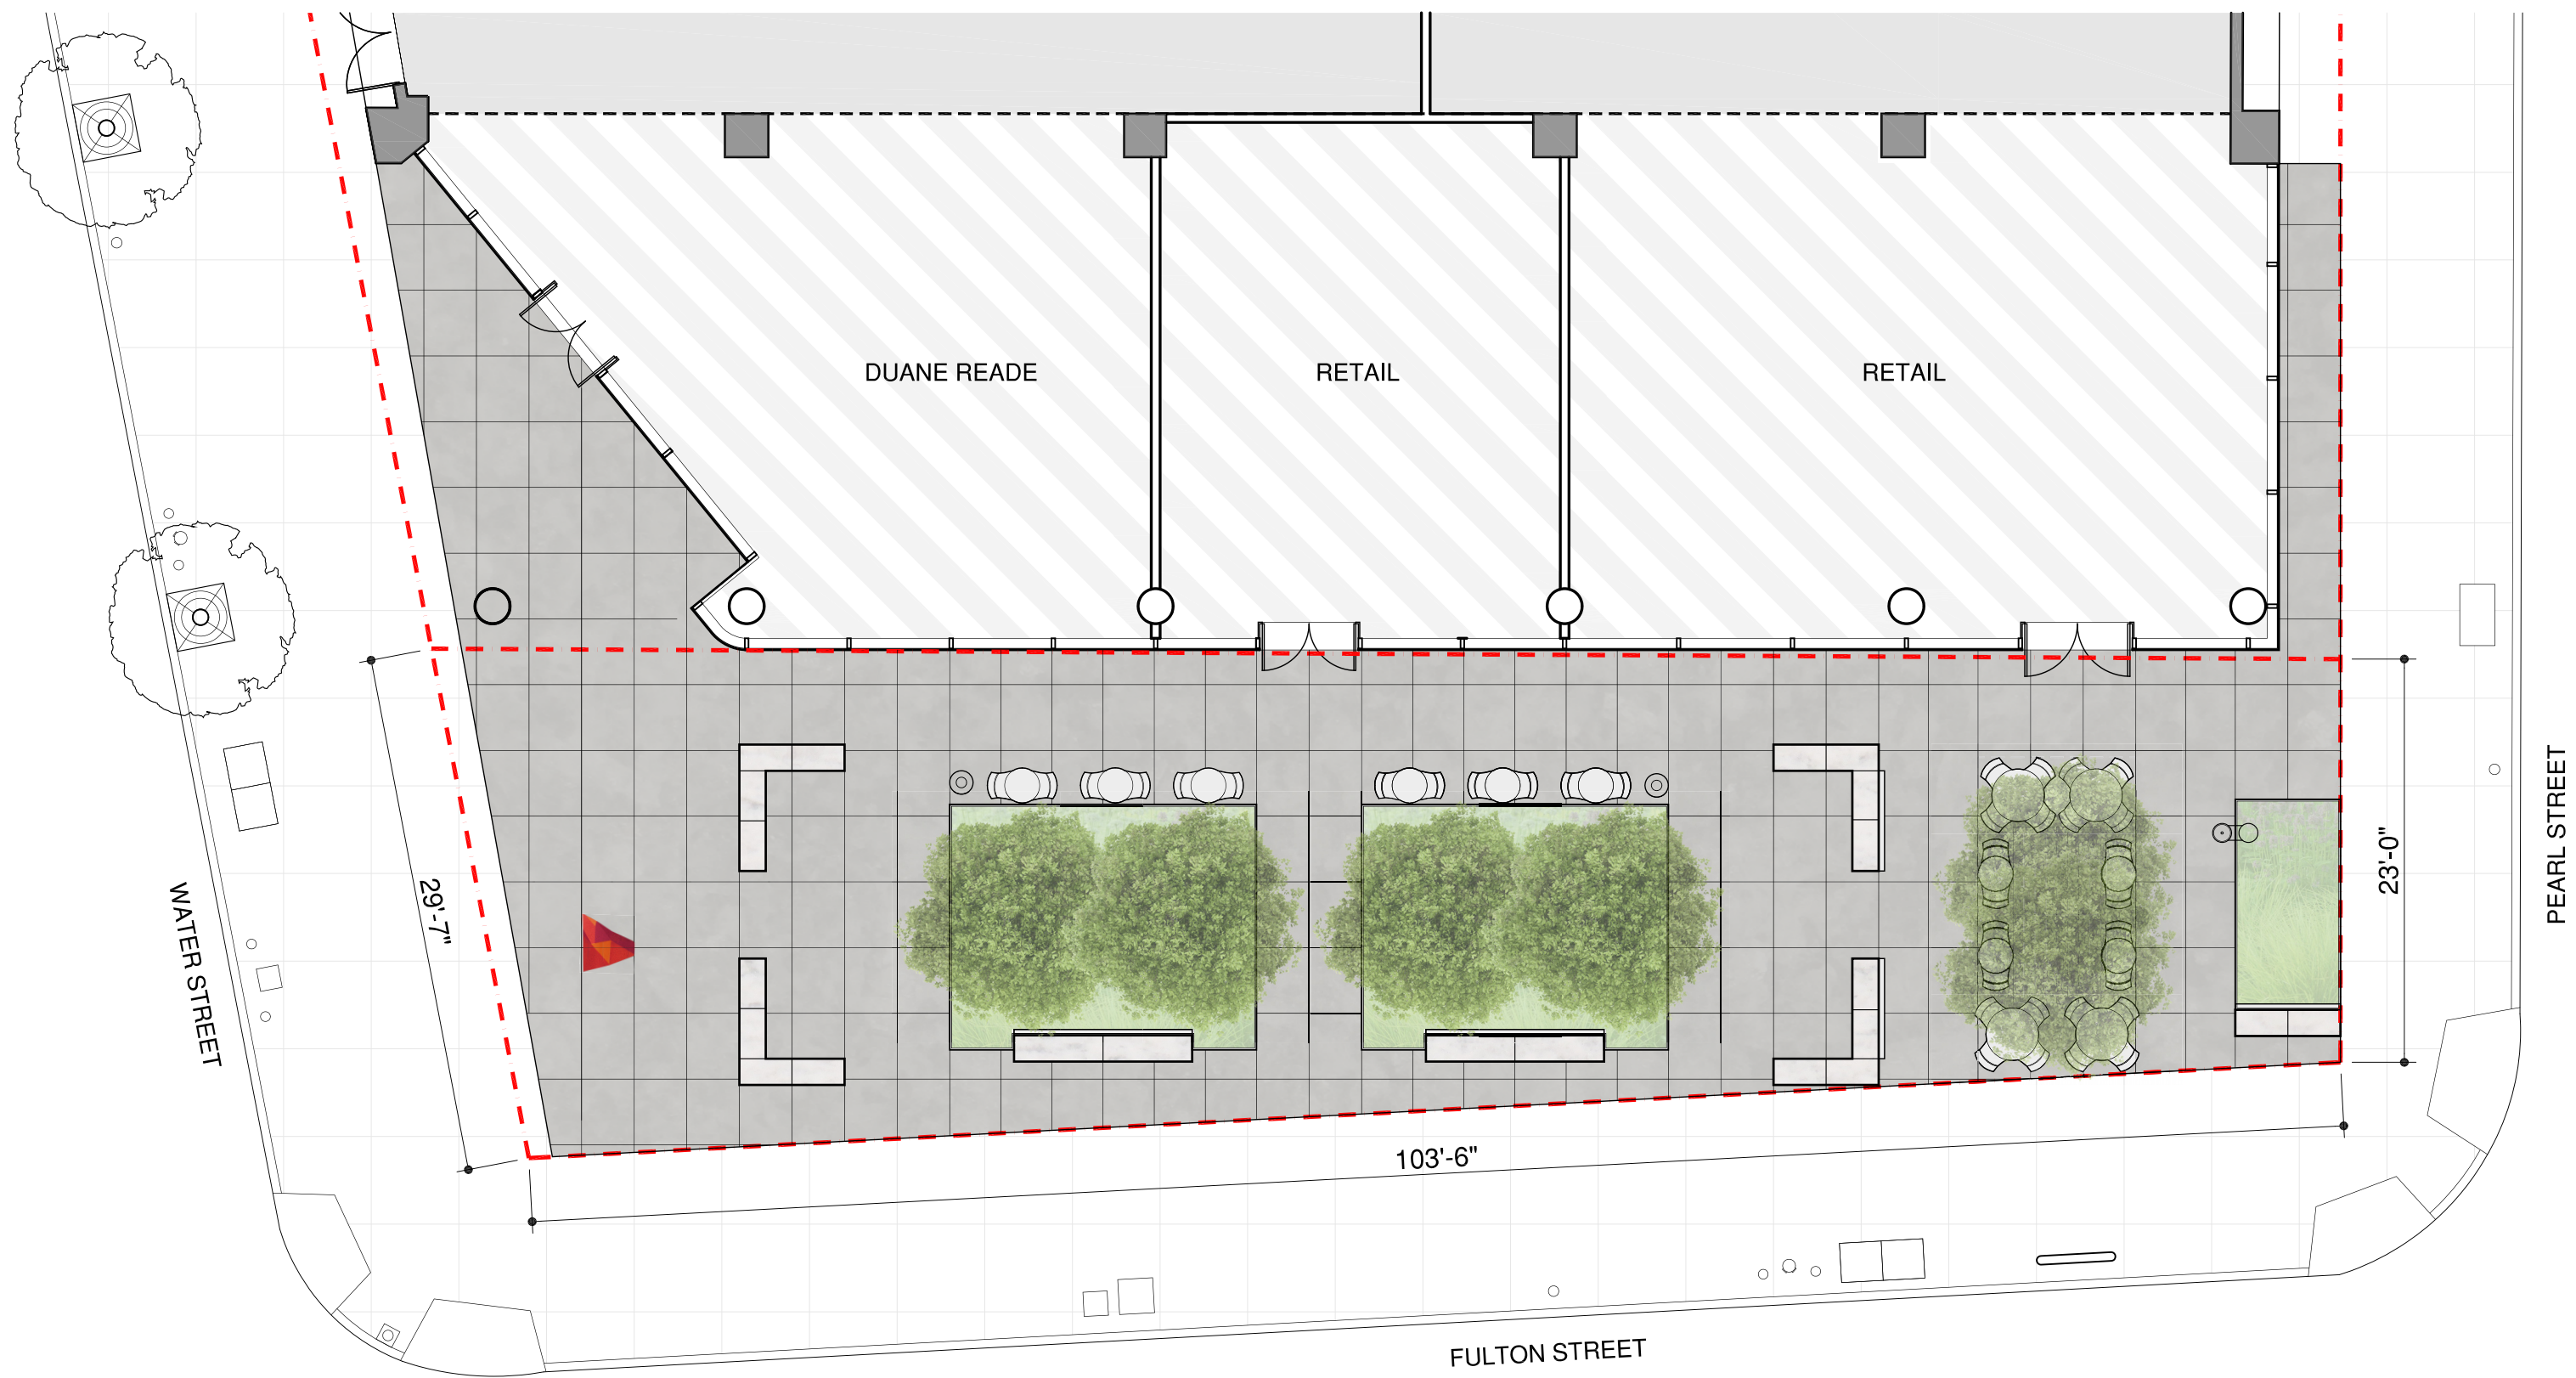 DUANE READE
RETAIL
RETAIL
WATER STREET
29'-7"
23'-0"
PEARL STREET
103'-6"
FULTON STREET